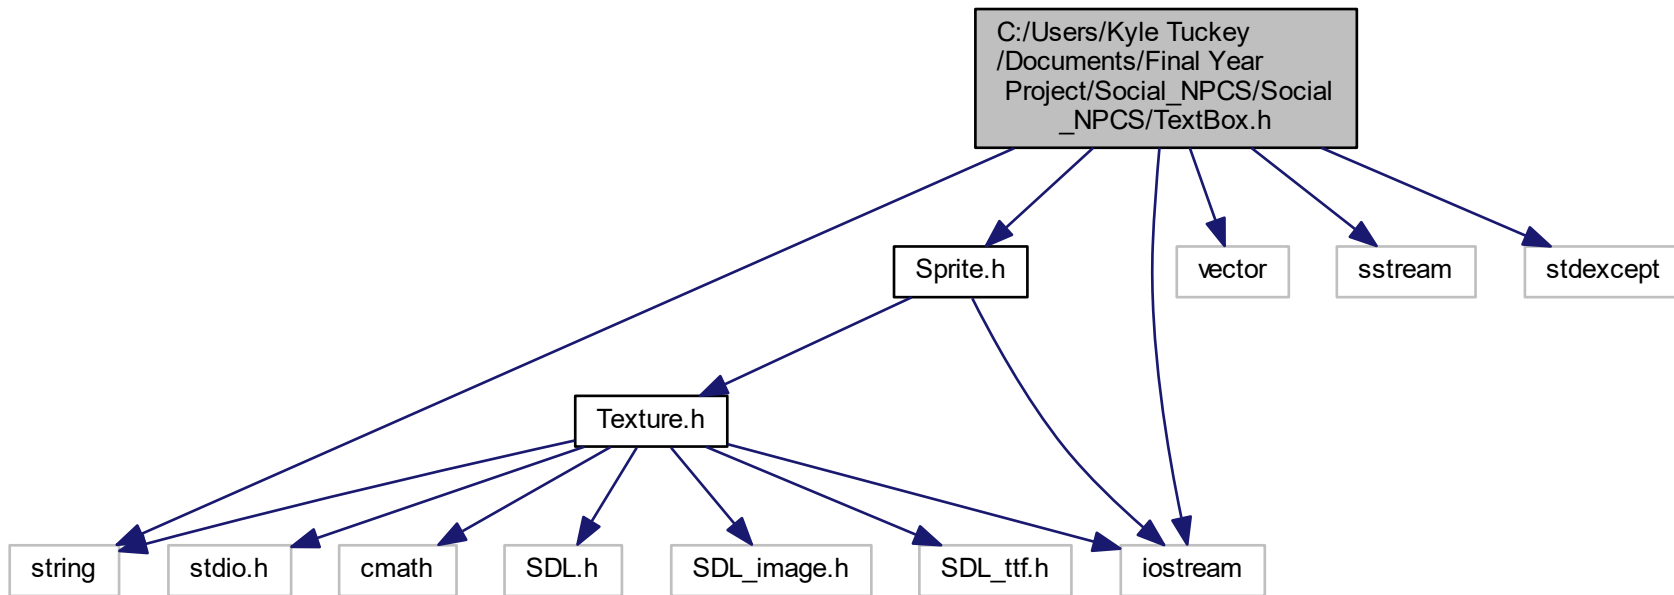 C:/Users/Kyle Tuckey
/Documents/Final Year
Project/Social_NPCS/Social
_NPCS/TextBox.h
Sprite.h
vector
sstream
stdexcept
Texture.h
string
stdio.h
cmath
SDL.h
SDL_image.h
SDL_ttf.h
iostream